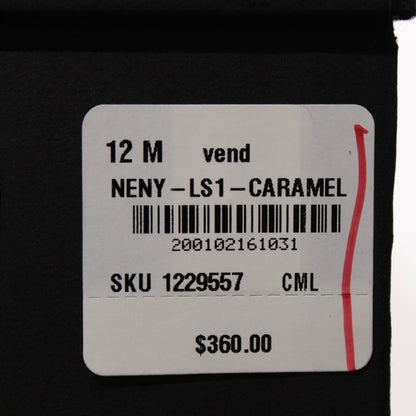 12 M vend
NENY-LS1-CARAMEL
200102161031
SKU 1229557 CML
$360.00